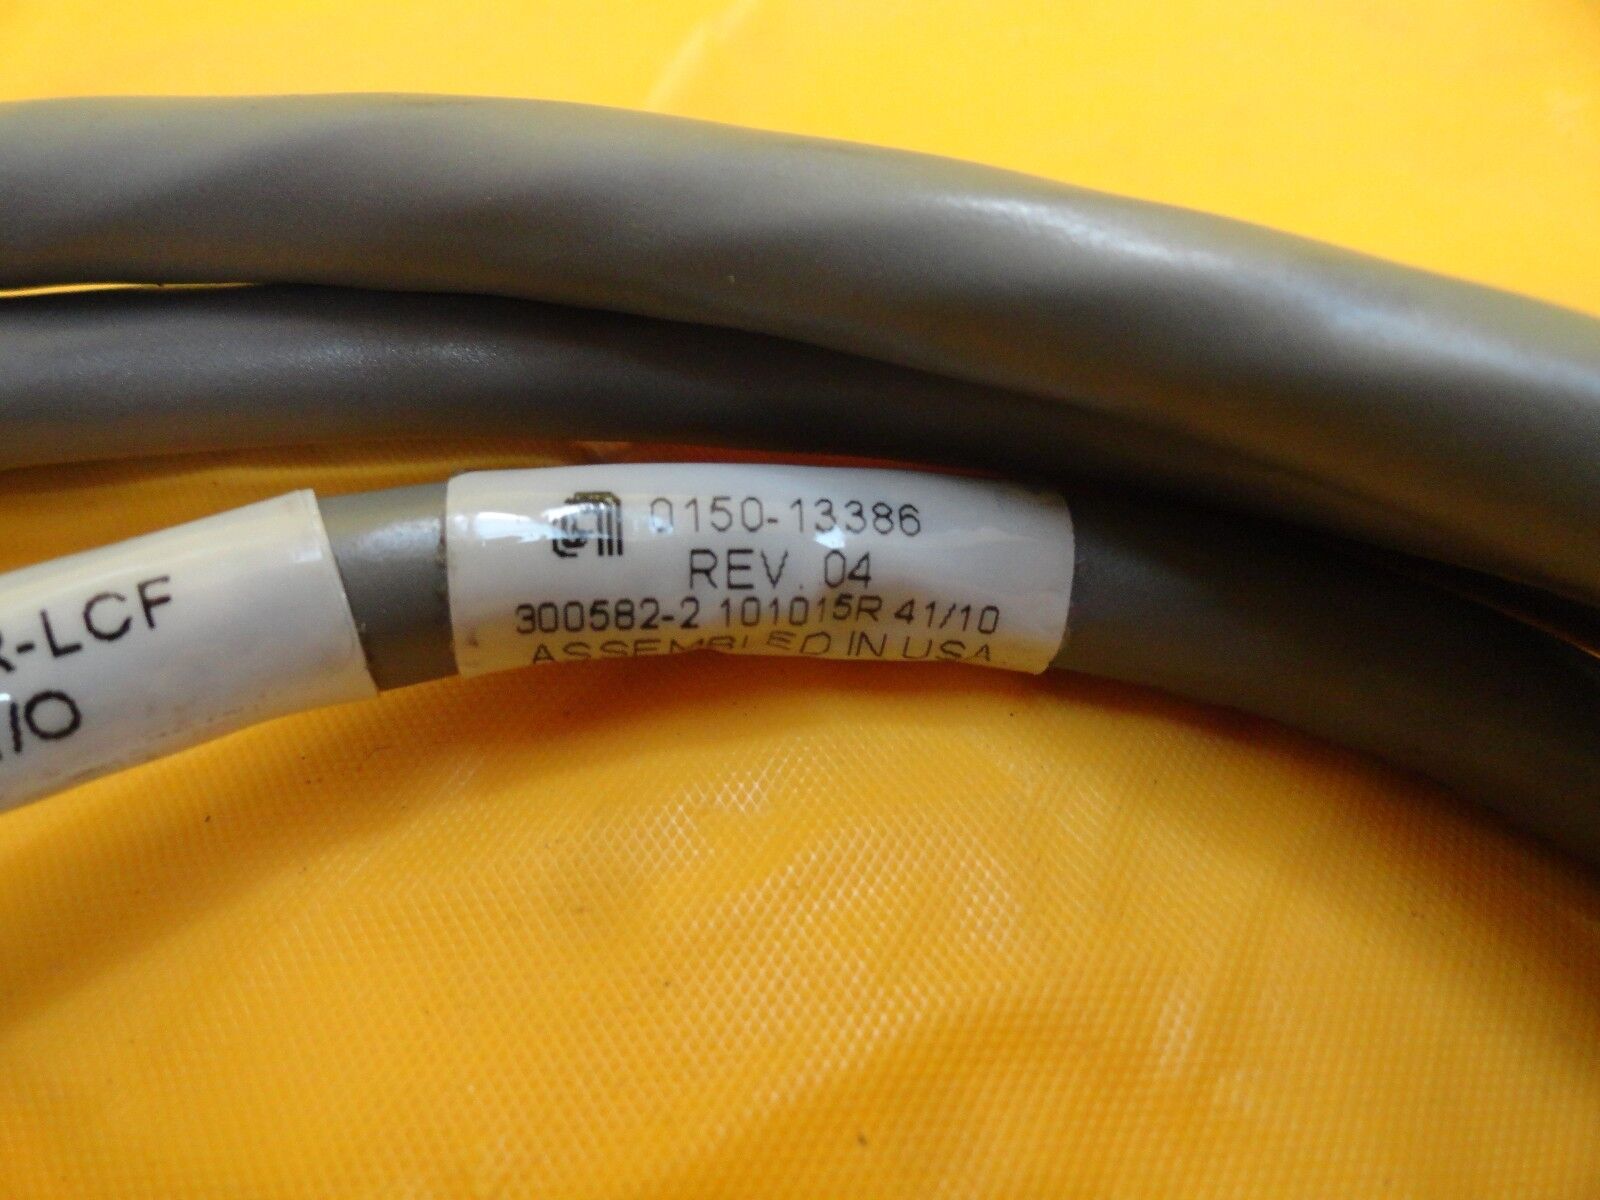 R-LCF
I/O
0150-13386
REV. 04
300582-2 101015R 41/10
ASSEMBLED IN USA